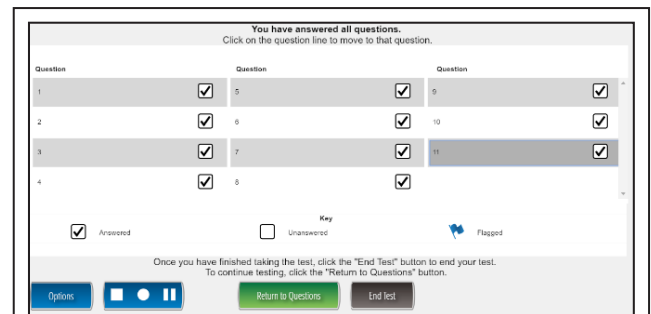 You have answered all questions.
Click on the question line to move to that question.
Question Question Question
1 5 9
2 6 10
3 7 11
4 8
Key
Answered Unanswered Flagged
Once you have finished taking the test, click the "End Test" button to end your test.
To continue testing, click the "Return to Questions" button.
Options Return to Questions End Test